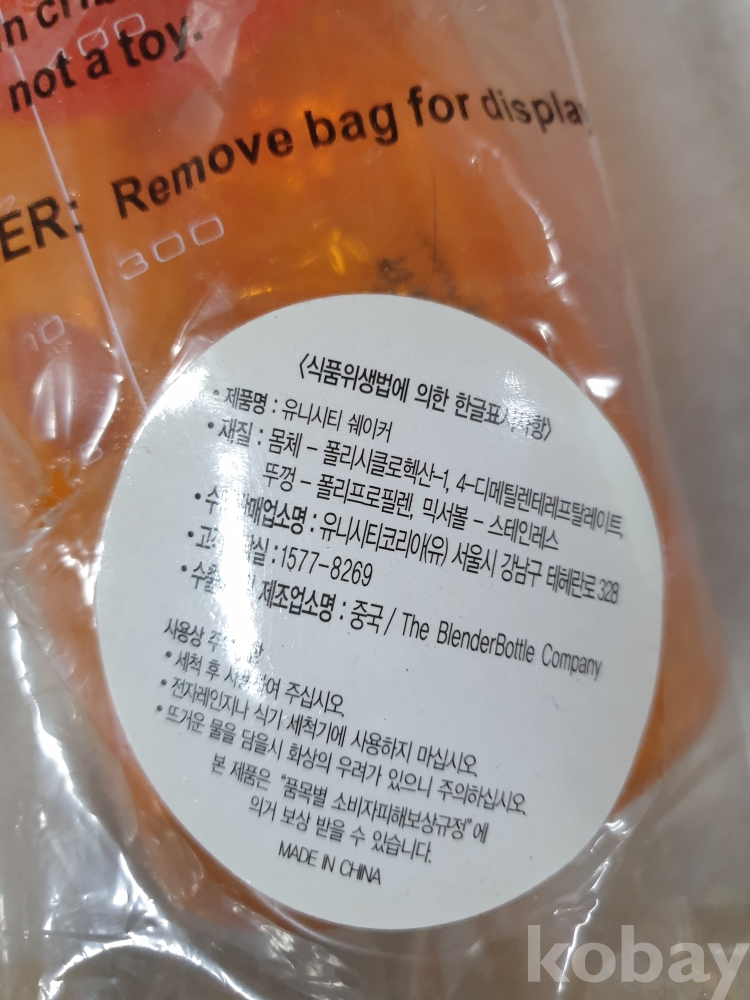 in
not a toy.
Remove bag for display
ER:
100
300
10
<식품위생법에 의한 한글표
• 제품명 : 유니시티 쉐이커
• 재질 : 몸체 - 폴리시클로헥산-1, 4-디메틸렌테레프탈레이트,
뚜껑 - 폴리프로필렌, 믹서볼 - 스테인레스
유니시티코리아(유) 서울시 강남구 테헤란로 328
1577-8269
제조업소명 : 중국 / The BlenderBottle Company
사용상
• 세척 후 주십시오.
• 전자레인지나 식기 세척기에 사용하지 마십시오.
• 뜨거운 물을 담을시 화상의 우려가 있으니 주의하십시오.
본 제품은 "품목별 소비자피해보상규정"에
의거 보상 받을 수 있습니다.
MADE IN CHINA
kobay